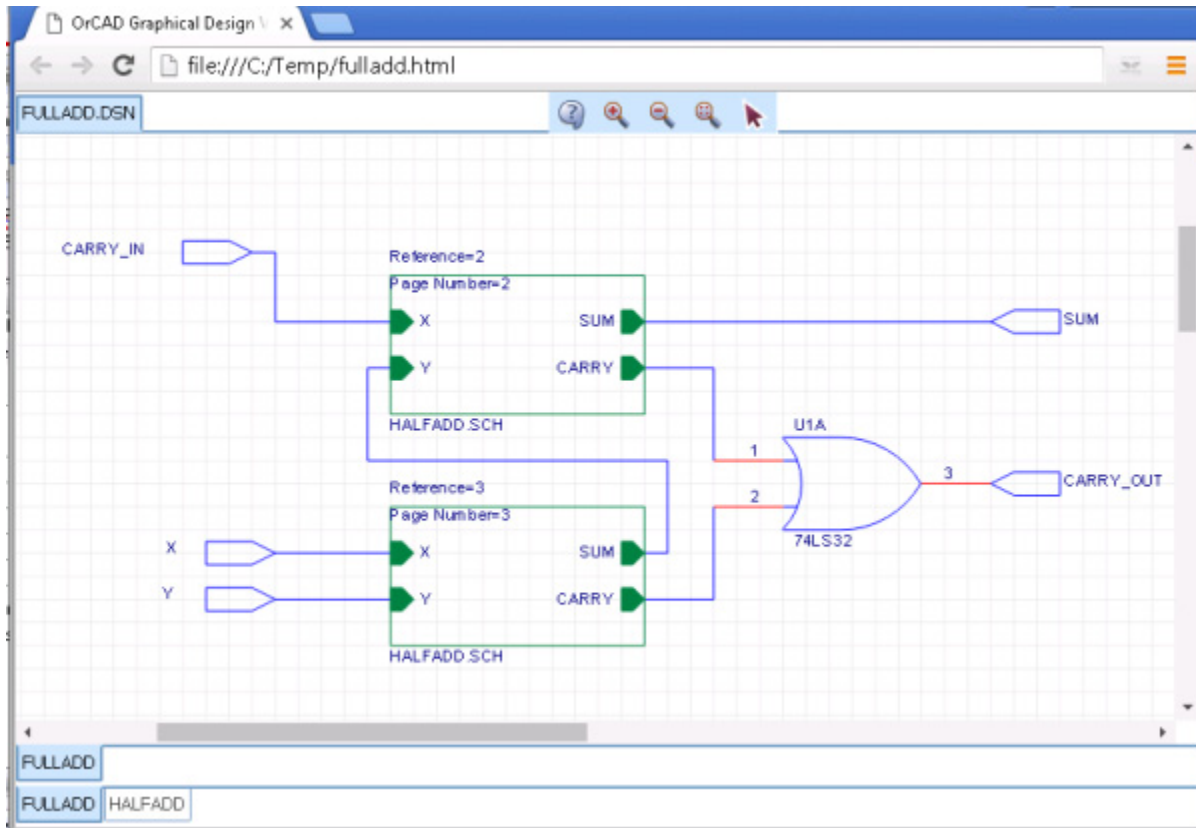 OrCAD Graphical Design V
file:///C:/Temp/fulladd.html
FULLADD.DSN
CARRY_IN
Reference=2
Page Number=2
X SUM
SUM
Y CARRY
HALFADD.SCH
U1A
1
Reference=3
3
CARRY_OUT
2
Page Number=3
74LS32
X
X SUM
Y
Y CARRY
HALFADD.SCH
FULLADD
FULLADD HALFADD